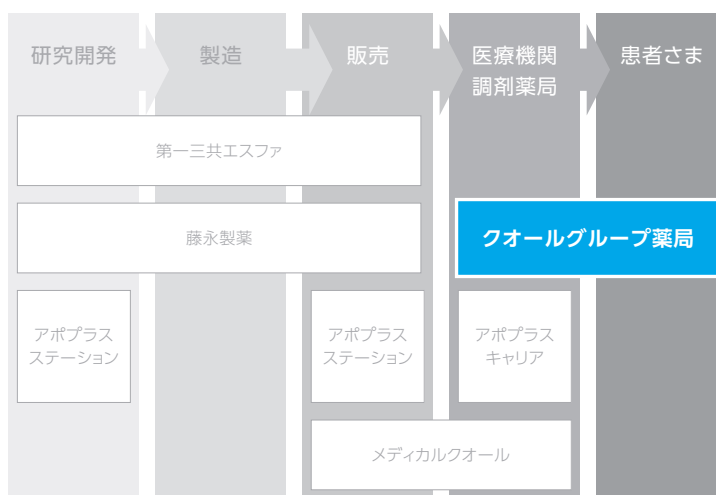 研究開発
製造
販売
医療機関
調剤薬局
患者さま
第一三共エスファ
藤永製薬
クオールグループ薬局
アポプラス
ステーション
アポプラス
ステーション
アポプラス
キャリア
メディカルクオール